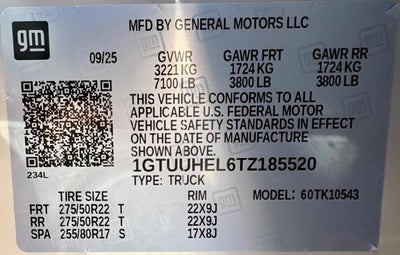 gm
MFD BY GENERAL MOTORS LLC
09/25 GVWR GAWR FRT GAWR RR
3221 KG 1724 KG 1724 KG
7100 LB 3800 LB 3800 LB
THIS VEHICLE CONFORMS TO ALL
APPLICABLE U.S. FEDERAL MOTOR
VEHICLE SAFETY STANDARDS IN EFFECT
ON THE DATE OF MANUFACTURE
SHOWN ABOVE.
1GTUUHEL6TZ185520
234L
TYPE: TRUCK
TIRE SIZE RIM MODEL: 60TK10543
FRT 275/50R22 T 22X9J
RR 275/50R22 T 22X9J
SPA 255/80R17 S 17X8J